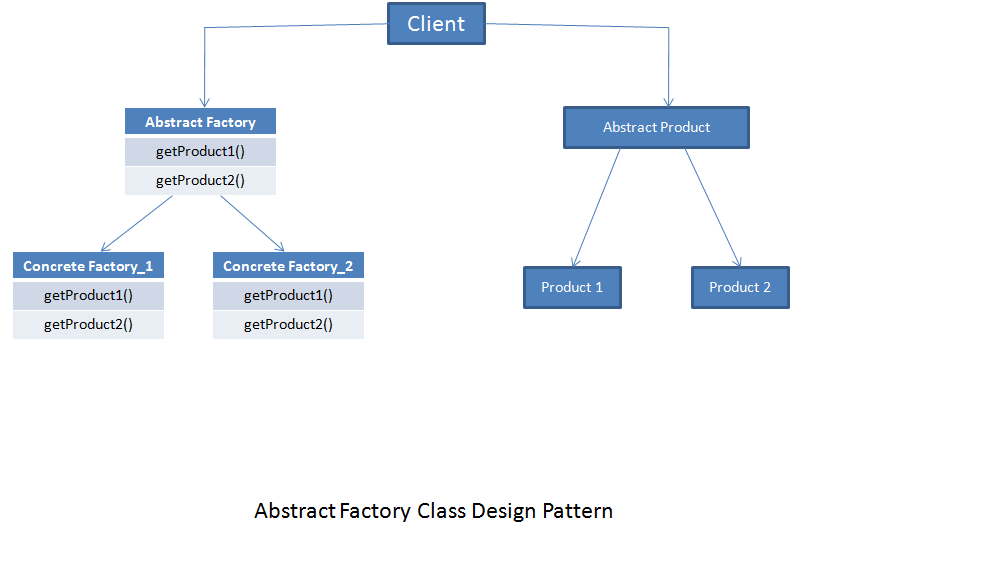 Client
Abstract Factory
getProduct1()
getProduct2()
Abstract Product
Concrete Factory_1
getProduct1()
getProduct2()
Concrete Factory_2
getProduct1()
getProduct2()
Product 1
Product 2
Abstract Factory Class Design Pattern